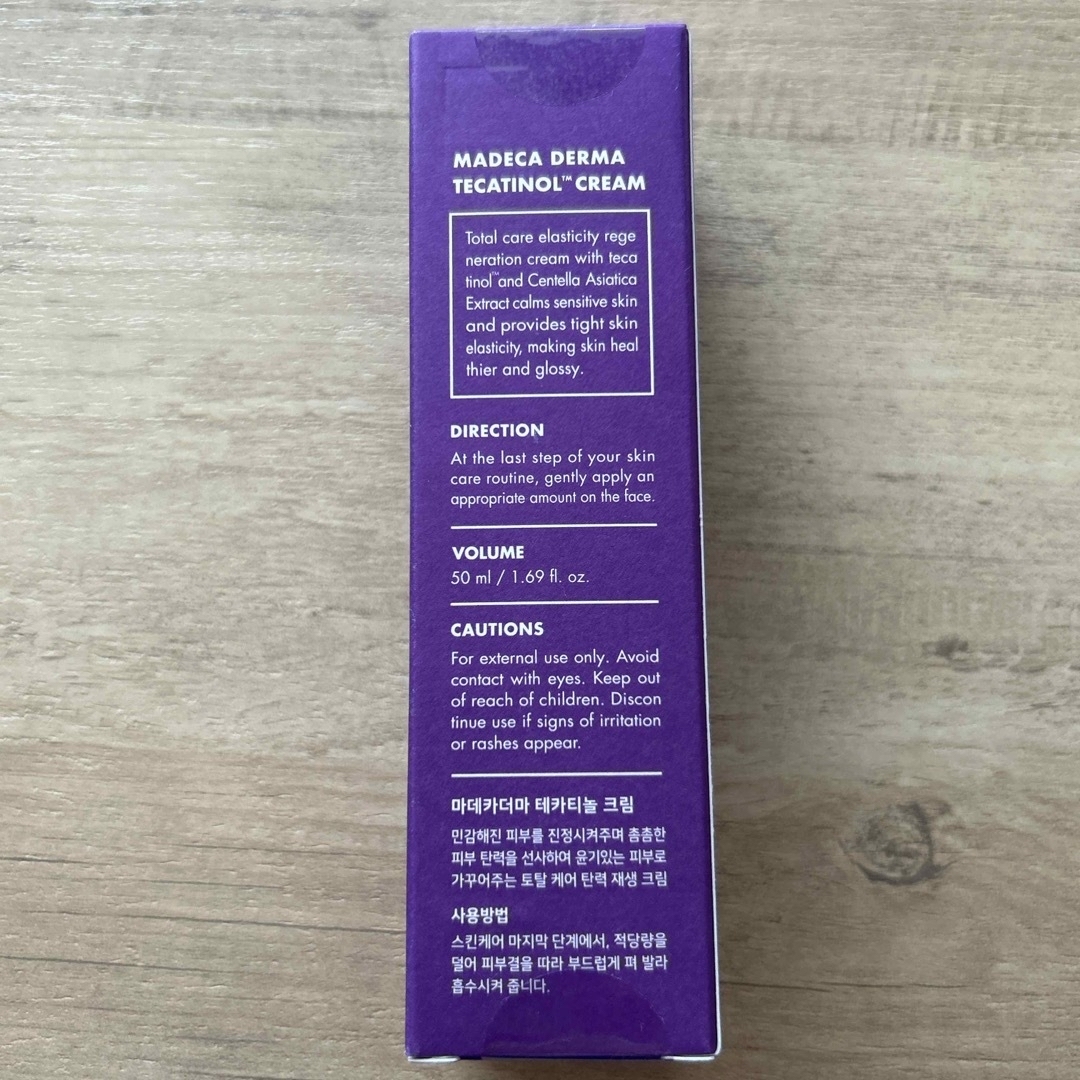 MADECA DERMA
TECATINOL™ CREAM
Total care elasticity rege
neration cream with teca
tinol™and Centella Asiatica
Extract calms sensitive skin
and provides tight skin
elasticity, making skin heal
thier and glossy.
DIRECTION
At the last step of your skin
care routine, gently apply an
appropriate amount on the face.
VOLUME
50 ml / 1.69 fl. oz.
CAUTIONS
For external use only. Avoid
contact with eyes. Keep out
of reach of children. Discon
tinue use if signs of irritation
or rashes appear.
마데카더마 테카티놀 크림
민감해진 피부를 진정시켜주며 촘촘한
피부 탄력을 선사하여 윤기있는 피부로
가꾸어주는 토탈 케어 탄력 재생 크림
사용방법
스킨케어 마지막 단계에서, 적당량을
덜어 피부결을 따라 부드럽게 펴 발라
흡수시켜 줍니다.